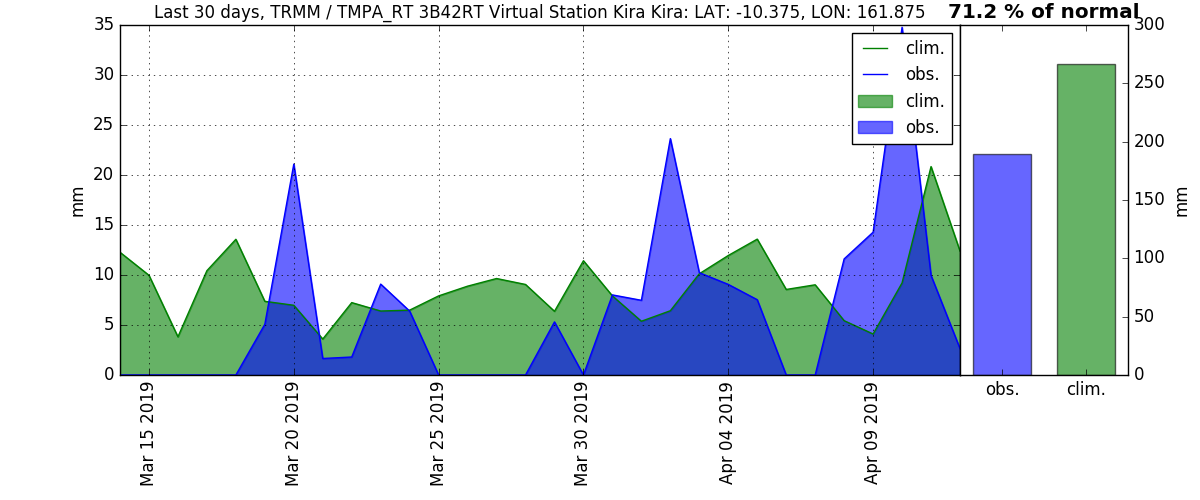 Last 30 days, TRMM / TMPA_RT 3B42RT Virtual Station Kira Kira: LAT: -10.375, LON: 161.875
71.2 % of normal
35
30
25
20
15
10
5
0
mm
clim.
obs.
clim.
obs.
300
250
200
150
100
50
0
mm
Mar 15 2019
Mar 20 2019
Mar 25 2019
Mar 30 2019
Apr 04 2019
Apr 09 2019
obs.
clim.